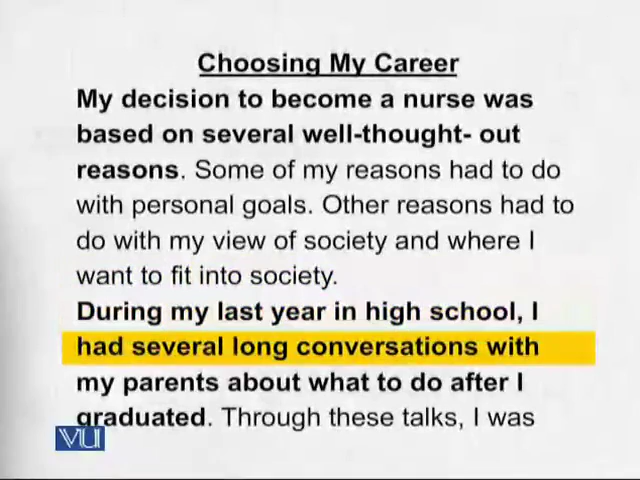 Choosing My Career
My decision to become a nurse was
based on several well-thought- out
reasons. Some of my reasons had to do
with personal goals. Other reasons had to
do with my view of society and where I
want to fit into society.
During my last year in high school, I
had several long conversations with
my parents about what to do after I
graduated. Through these talks, I was
VU